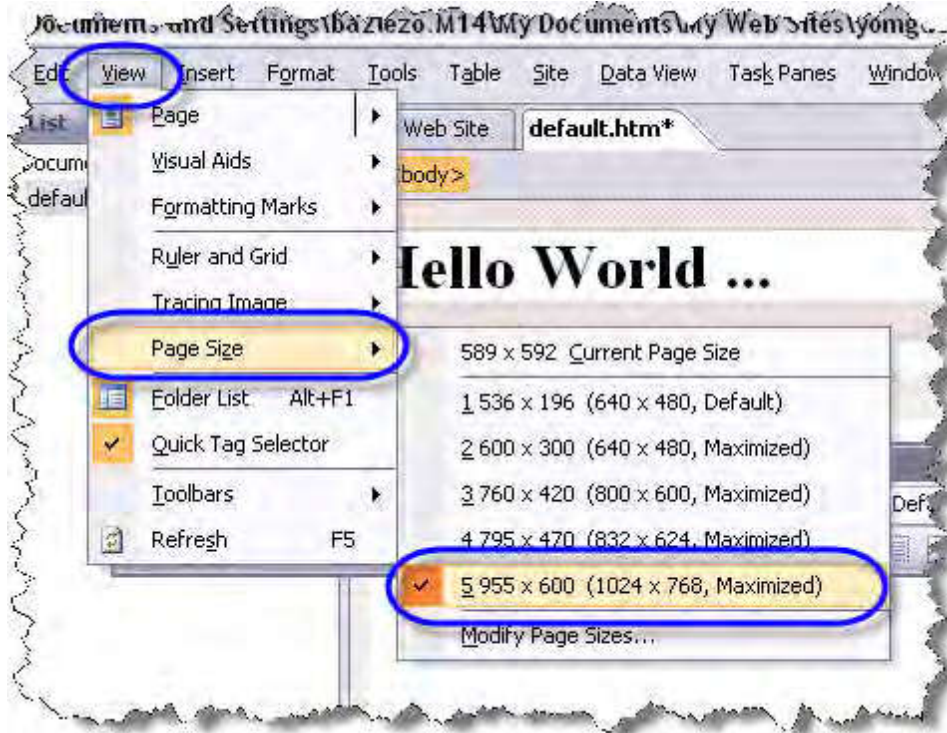 Documents and Settings\baziezo.M14\My Documents\My Web Sites\
Edit View Insert Format Tools Table Site Data View Task Panes Window
List
Web Site default.htm*
<body>
Page
Visual Aids
Formatting Marks
Ruler and Grid
Tracing Image
Page Size
Folder List Alt+F1
Quick Tag Selector
Toolbars
Refresh F5
Hello World ...
589 x 592 Current Page Size
1 536 x 196 (640 x 480, Default)
2 600 x 300 (640 x 480, Maximized)
3 760 x 420 (800 x 600, Maximized)
4 795 x 470 (832 x 624, Maximized)
5 955 x 600 (1024 x 768, Maximized)
Modify Page Sizes...